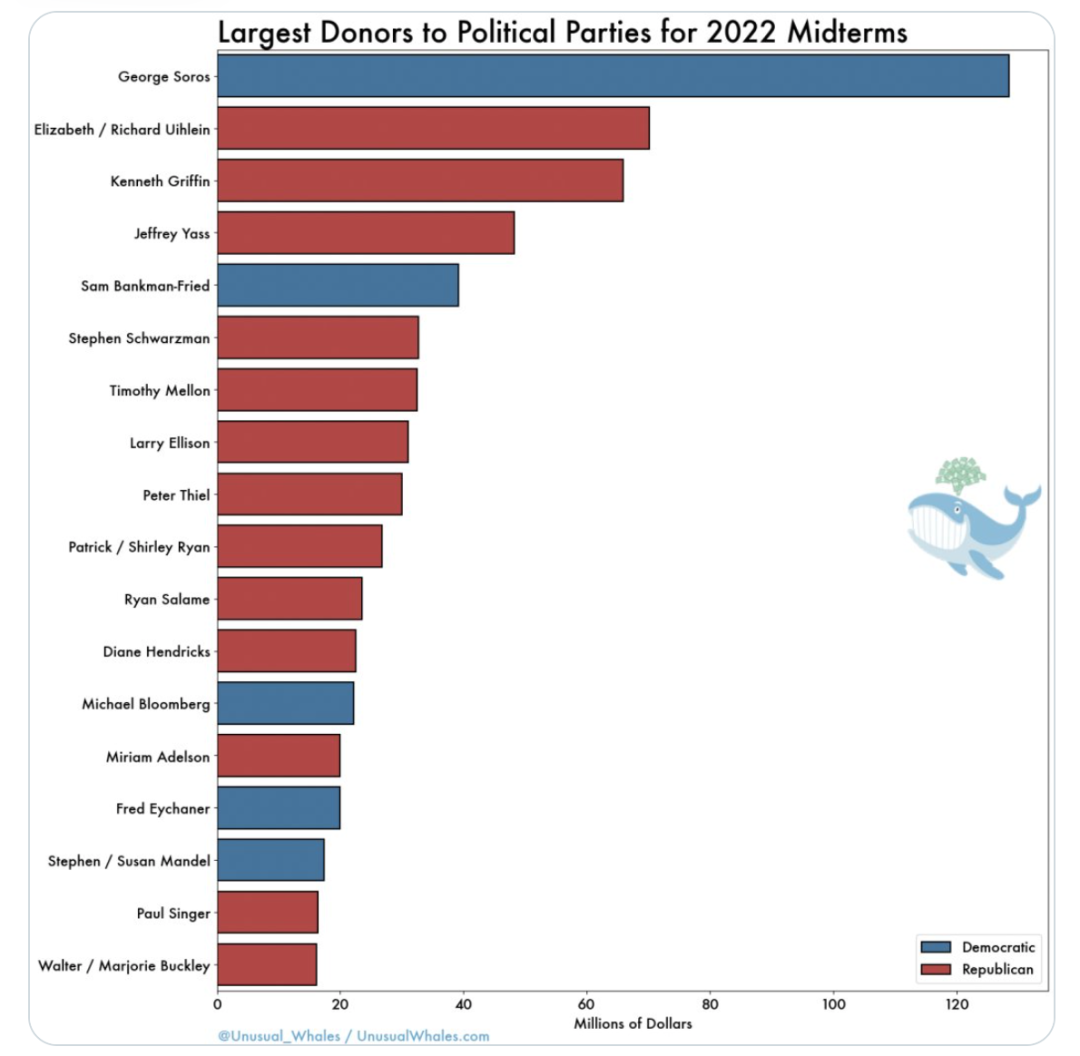 Largest Donors to Political Parties for 2022 Midterms
George Soros
Elizabeth / Richard Uihlein
Kenneth Griffin
Jeffrey Yass
Sam Bankman-Fried
Stephen Schwarzman
Timothy Mellon
Larry Ellison
Peter Thiel
Patrick / Shirley Ryan
Ryan Salame
Diane Hendricks
Michael Bloomberg
Miriam Adelson
Fred Eychaner
Stephen / Susan Mandel
Paul Singer
Walter / Marjorie Buckley
Democratic
Republican
0 20 40 60 80 100 120
Millions of Dollars
@Unusual_Whales / UnusualWhales.com